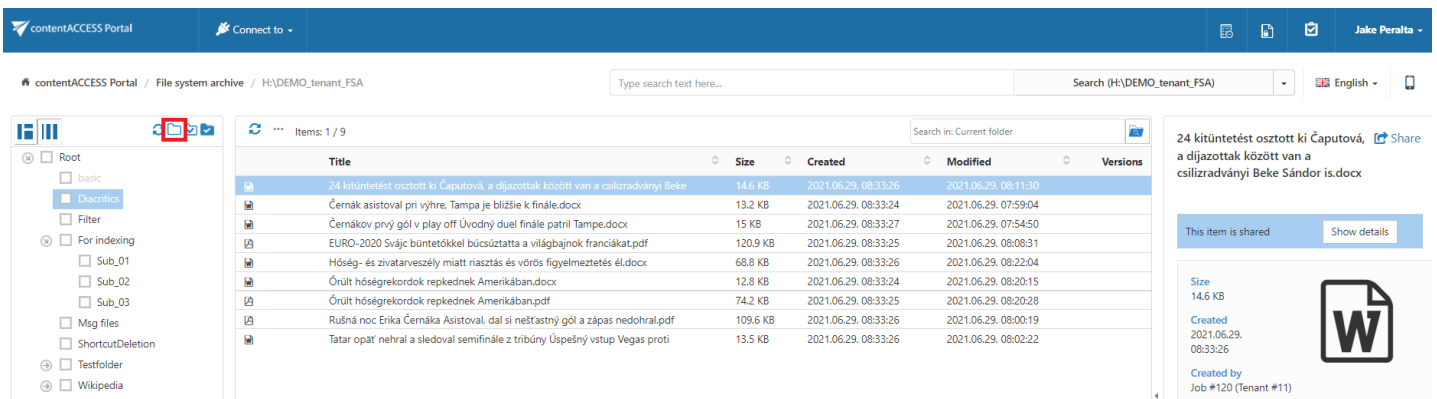 contentACCESS Portal
Connect to
Jake Peralta
contentACCESS Portal / File system archive / H:\DEMO_tenant_FSA
Type search text here...
Search (H:\DEMO_tenant_FSA)
English
Root
basic
Diacritics
Filter
For indexing
Sub_01
Sub_02
Sub_03
Msg files
ShortcutDeletion
Testfolder
Wikipedia
Items: 1 / 9
Search in: Current folder
Title Size Created Modified Versions
24 kitüntetést osztott ki Čaputová, a díjazottak között van a csilizradványi Beke 14.6 KB 2021.06.29. 08:33:26 2021.06.29. 08:11:30
Černák asistoval pri výhre, Tampa je bližšie k finále.docx 13.2 KB 2021.06.29. 08:33:24 2021.06.29. 07:59:04
Černákov prvý gól v play off Úvodný duel finále patril Tampe.docx 15 KB 2021.06.29. 08:33:27 2021.06.29. 07:54:50
EURO-2020 Svájc büntetőkkel búcsúztatta a világbajnok franciákat.pdf 120.9 KB 2021.06.29. 08:33:25 2021.06.29. 08:08:31
Hőség- és zivatarveszély miatt riasztás és vörös figyelmeztetés él.docx 68.8 KB 2021.06.29. 08:33:26 2021.06.29. 08:22:04
Őrült hőségrekordok repkednek Amerikában.docx 12.8 KB 2021.06.29. 08:33:24 2021.06.29. 08:20:15
Őrült hőségrekordok repkednek Amerikában.pdf 74.2 KB 2021.06.29. 08:33:25 2021.06.29. 08:20:28
Rušná noc Erika Černáka Asistoval, dal si nešťastný gól a zápas nedohral.pdf 109.6 KB 2021.06.29. 08:33:26 2021.06.29. 08:00:19
Tatar opäť nehral a sledoval semifinále z tribúny Úspešný vstup Vegas proti 13.5 KB 2021.06.29. 08:33:26 2021.06.29. 08:02:22
24 kitüntetést osztott ki Čaputová,
a díjazottak között van a
csilizradványi Beke Sándor is.docx
Share
This item is shared
Show details
Size
14.6 KB
Created
2021.06.29.
08:33:26
Created by
Job #120 (Tenant #11)
W